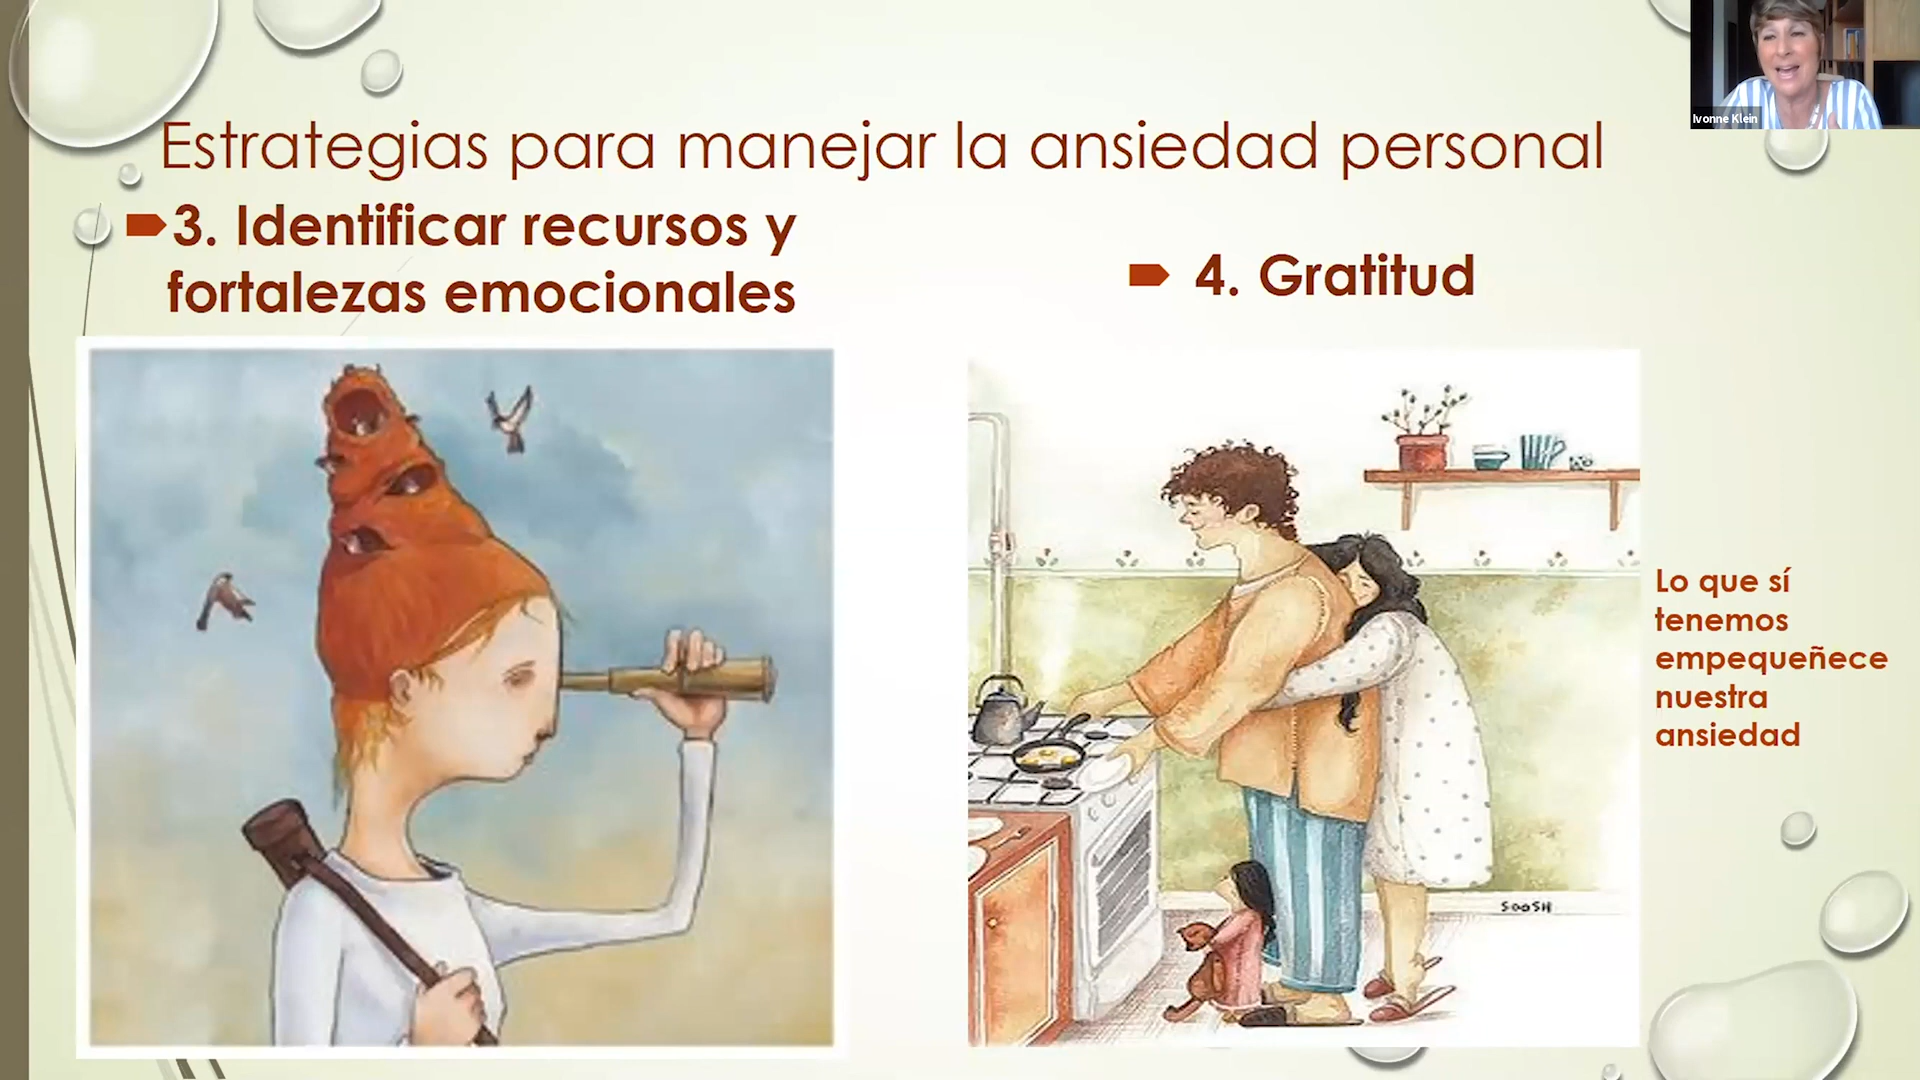 Ivonne Klein
Estrategias para manejar la ansiedad personal
3. Identificar recursos y
fortalezas emocionales
4. Gratitud
Lo que sí
tenemos
empequeñece
nuestra
ansiedad
SOOSH